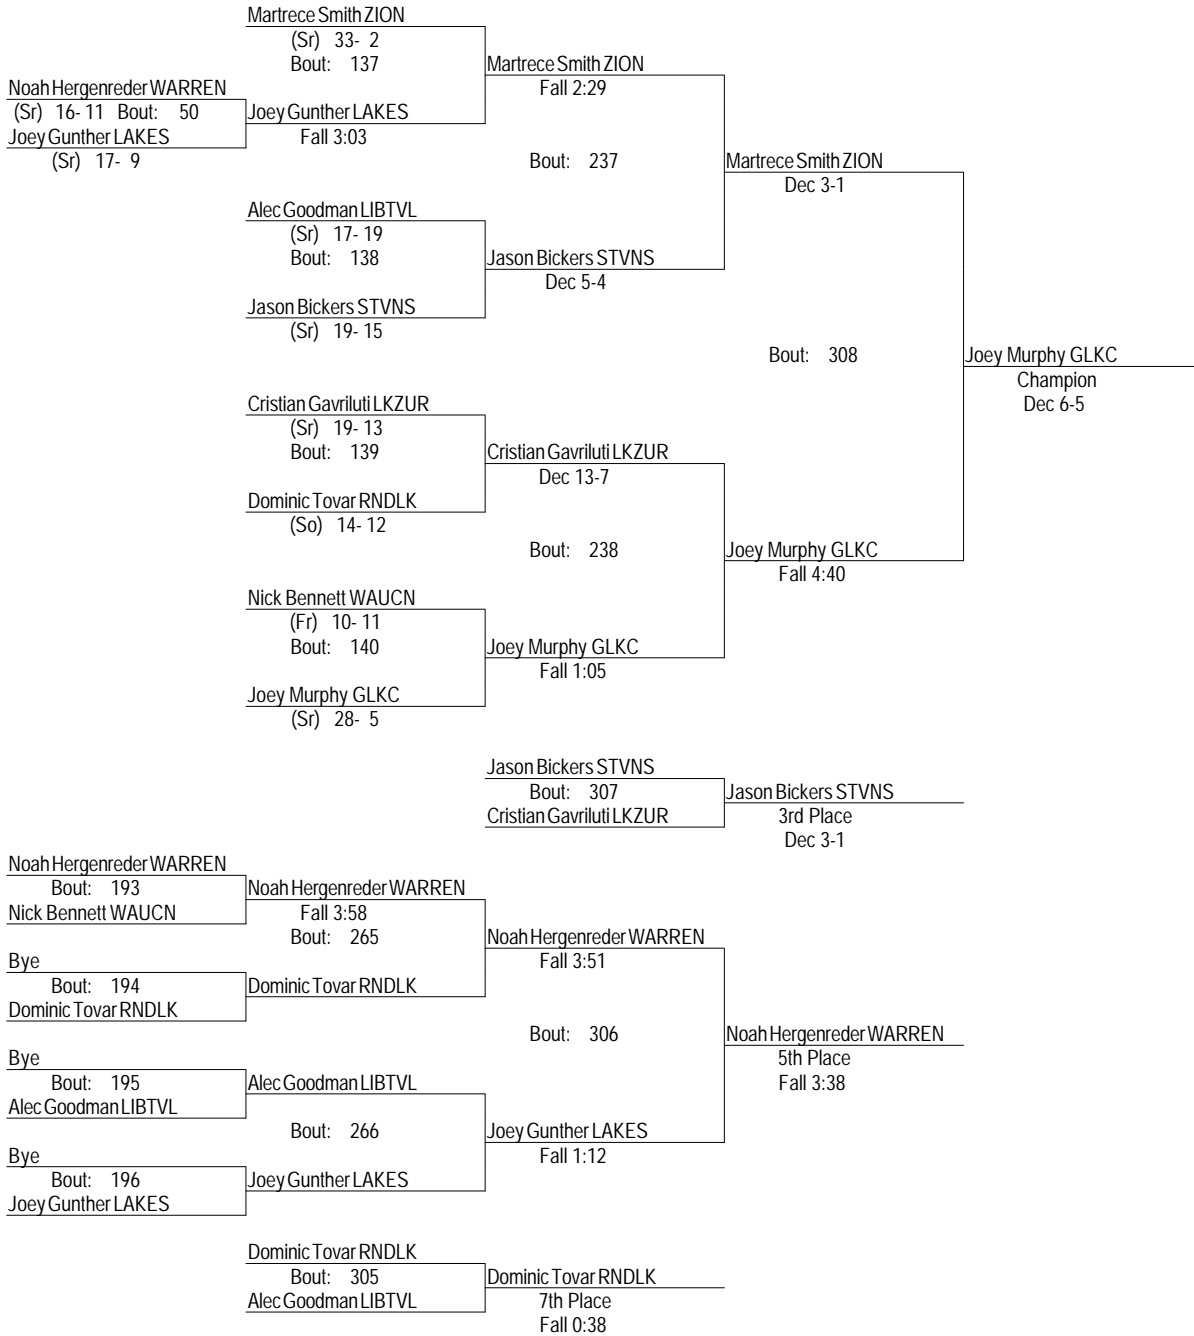 Martrece Smith ZION
(Sr) 33- 2
Bout: 137
Martrece Smith ZION
Fall 2:29
Noah Hergenreder WARREN
(Sr) 16- 11 Bout: 50
Joey Gunther LAKES
Joey Gunther LAKES
Fall 3:03
(Sr) 17- 9
Bout: 237
Martrece Smith ZION
Dec 3-1
Alec Goodman LIBTVL
(Sr) 17- 19
Bout: 138
Jason Bickers STVNS
Dec 5-4
Jason Bickers STVNS
(Sr) 19- 15
Bout: 308
Joey Murphy GLKC
Champion
Dec 6-5
Cristian Gavriluti LKZUR
(Sr) 19- 13
Bout: 139
Cristian Gavriluti LKZUR
Dec 13-7
Dominic Tovar RNDLK
(So) 14- 12
Bout: 238
Joey Murphy GLKC
Fall 4:40
Nick Bennett WAUCN
(Fr) 10- 11
Bout: 140
Joey Murphy GLKC
Fall 1:05
Joey Murphy GLKC
(Sr) 28- 5
Jason Bickers STVNS
Bout: 307
Jason Bickers STVNS
Cristian Gavriluti LKZUR
3rd Place
Dec 3-1
Noah Hergenreder WARREN
Bout: 193
Noah Hergenreder WARREN
Nick Bennett WAUCN
Fall 3:58
Bout: 265
Noah Hergenreder WARREN
Fall 3:51
Bye
Bout: 194
Dominic Tovar RNDLK
Dominic Tovar RNDLK
Bout: 306
Noah Hergenreder WARREN
5th Place
Fall 3:38
Bye
Bout: 195
Alec Goodman LIBTVL
Alec Goodman LIBTVL
Bout: 266
Joey Gunther LAKES
Fall 1:12
Bye
Bout: 196
Joey Gunther LAKES
Joey Gunther LAKES
Dominic Tovar RNDLK
Bout: 305
Dominic Tovar RNDLK
Alec Goodman LIBTVL
7th Place
Fall 0:38